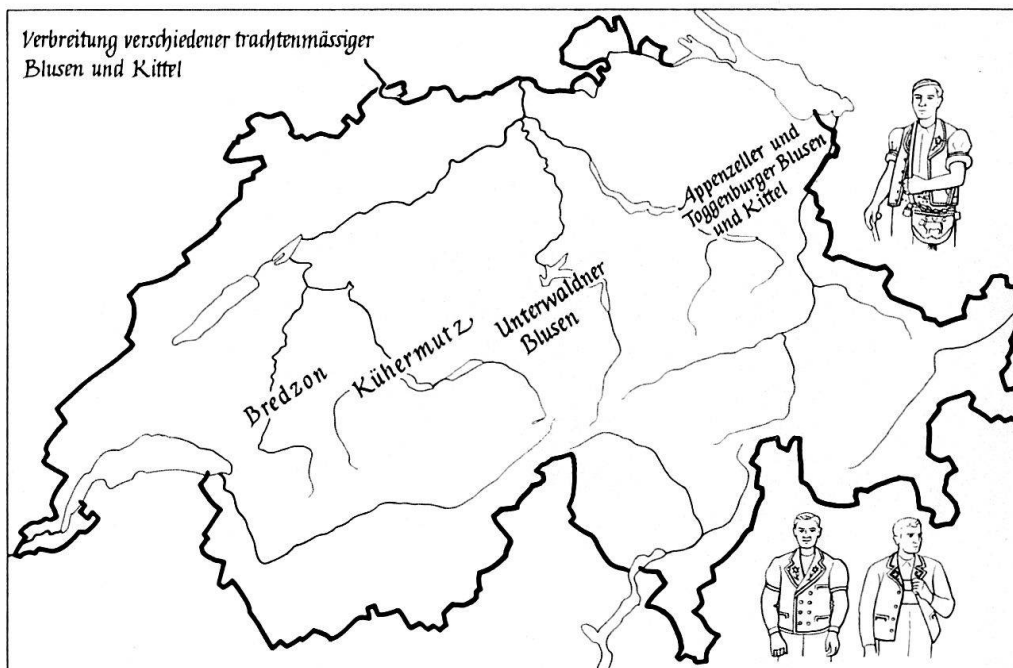 Verbreitung verschiedener trachtenmässiger
Blusen und Kittel
Appenzeller und
Toggenburger Blusen
und Kittel
Unterwaldner
Blusen
Kühermutz
Bredzon